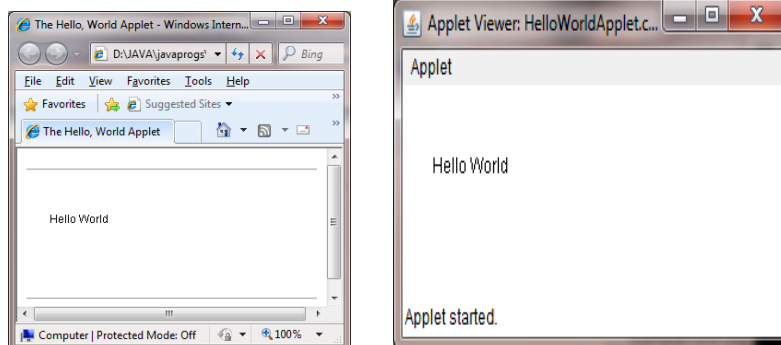 The Hello, World Applet - Windows Intern...
D:\JAVA\javaprogs\
Bing
File Edit View Favorites Tools Help
Favorites Suggested Sites
The Hello, World Applet
Hello World
Computer | Protected Mode: Off 100%
Applet Viewer: HelloWorldApplet.c...
Applet
Hello World
Applet started.